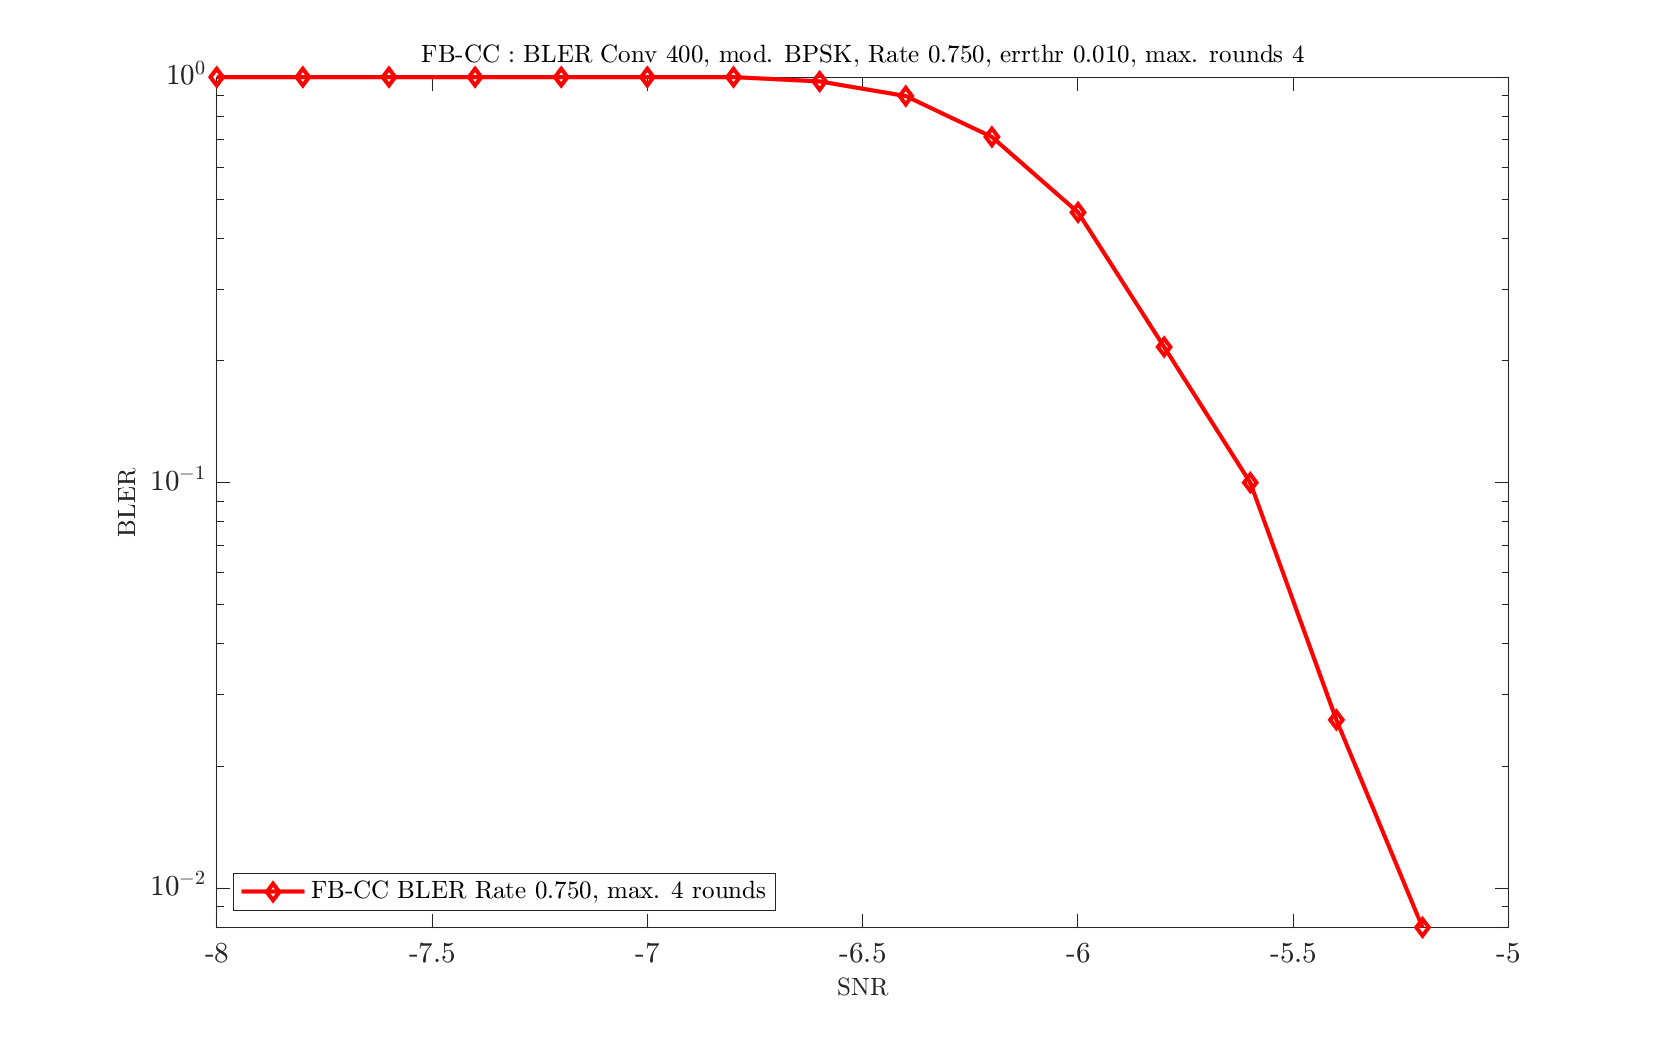 FB-CC : BLER Conv 400, mod. BPSK, Rate 0.750, errthr 0.010, max. rounds 4
10⁰
10⁻¹
10⁻²
BLER
FB-CC BLER Rate 0.750, max. 4 rounds
-8 -7.5 -7 -6.5 -6 -5.5 -5
SNR